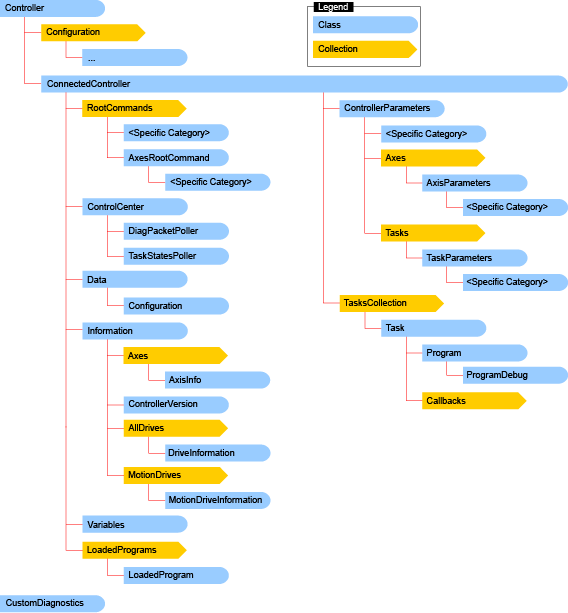 Controller
Configuration
...
ConnectedController
RootCommands
<Specific Category>
AxesRootCommand
<Specific Category>
ControlCenter
DiagPacketPoller
TaskStatesPoller
Data
Configuration
Information
Axes
AxisInfo
ControllerVersion
AllDrives
DriveInformation
MotionDrives
MotionDriveInformation
Variables
LoadedPrograms
LoadedProgram
CustomDiagnostics
Legend
Class
Collection
ControllerParameters
<Specific Category>
Axes
AxisParameters
<Specific Category>
Tasks
TaskParameters
<Specific Category>
TasksCollection
Task
Program
ProgramDebug
Callbacks